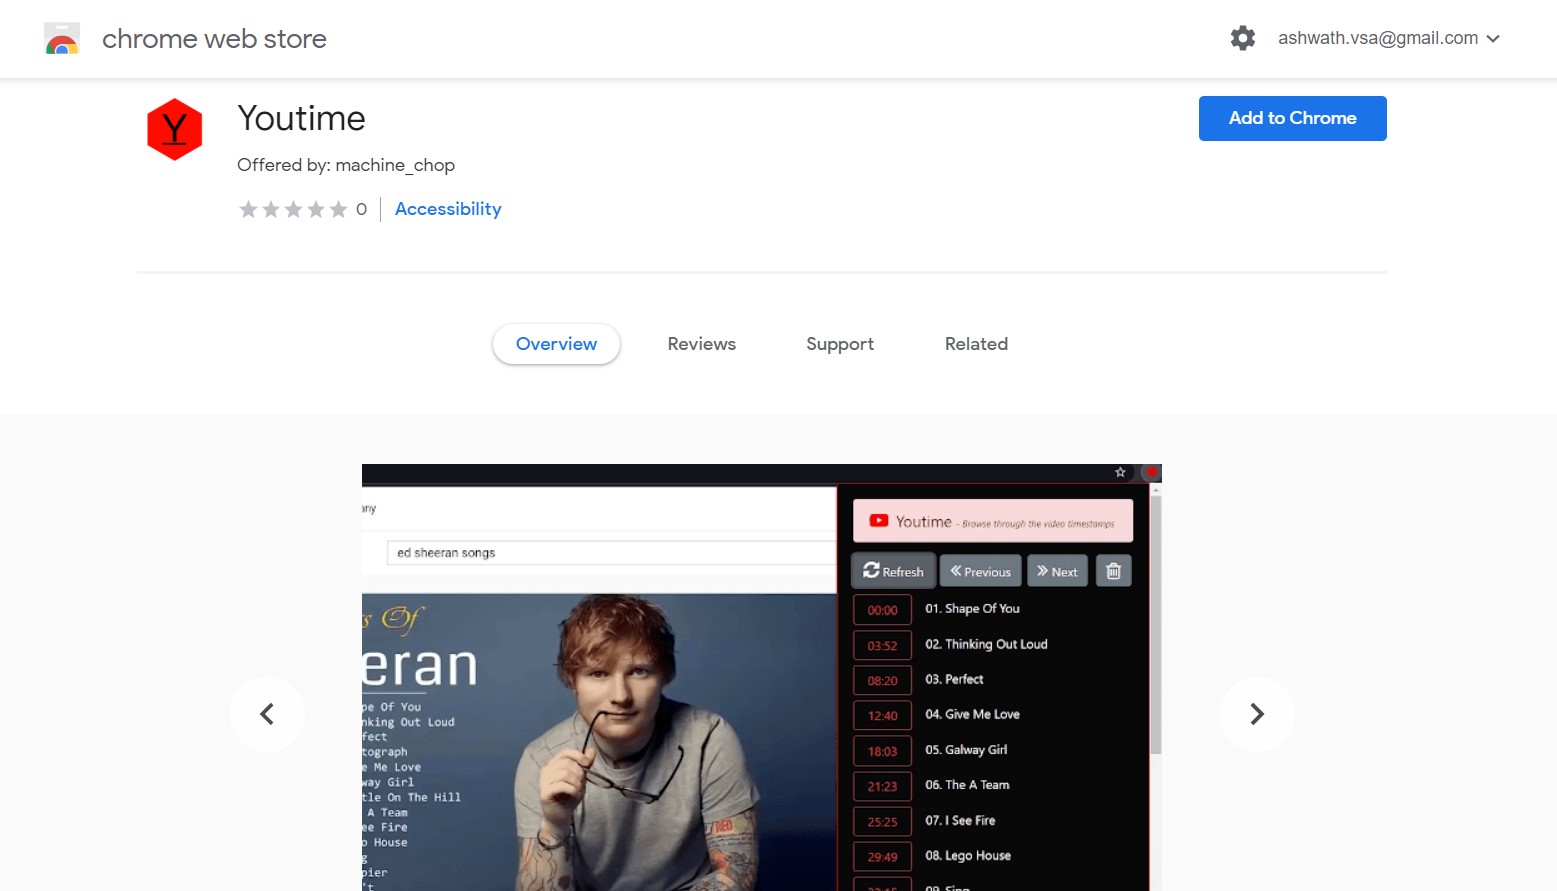 chrome web store
ashwath.vsa@gmail.com
Y
Youtime
Add to Chrome
Offered by: machine_chop
0
Accessibility
Overview
Reviews
Support
Related
any
ed sheeran songs
s Of
eran
pe Of You
nking Out Loud
fect
tograph
e Me Love
way Girl
tle On The Hill
A Team
ee Fire
o House
g
pier
't
Youtime - Browse through the video timestamps
Refresh
Previous
Next
00:00 01. Shape Of You
03:52 02. Thinking Out Loud
08:20 03. Perfect
12:40 04. Give Me Love
18:03 05. Galway Girl
21:23 06. The A Team
25:25 07. I See Fire
29:49 08. Lego House
09. Sing